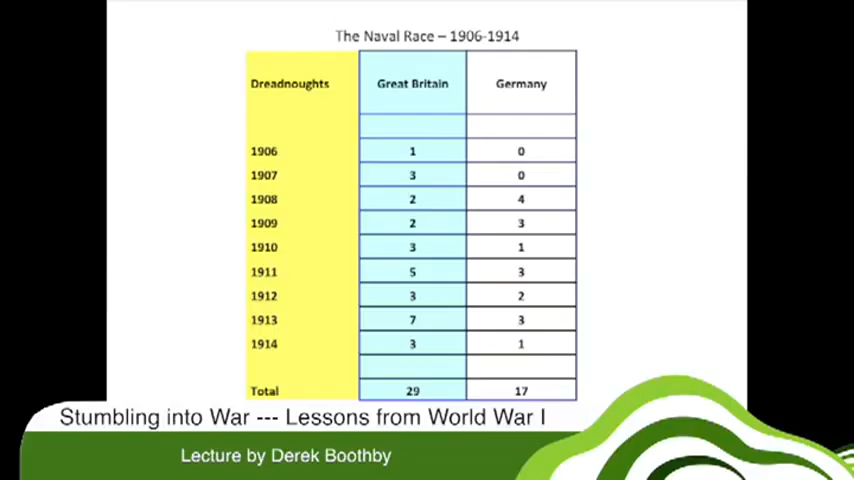 The Naval Race – 1906-1914
Dreadnoughts Great Britain Germany
1906 1 0
1907 3 0
1908 2 4
1909 2 3
1910 3 1
1911 5 3
1912 3 2
1913 7 3
1914 3 1
Total 29 17
Stumbling into War --- Lessons from World War I
Lecture by Derek Boothby